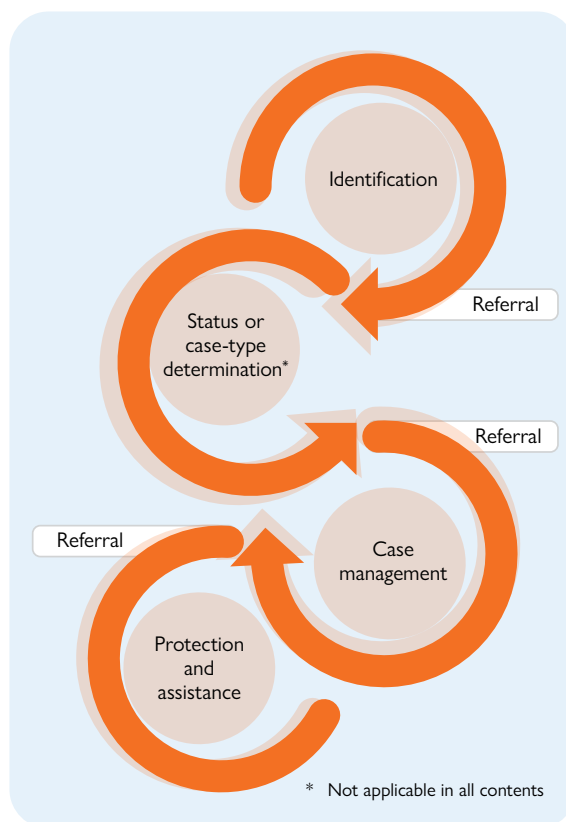 Identification
Referral
Status or
case-type
determination*
Referral
Case
management
Referral
Protection
and
assistance
* Not applicable in all contents